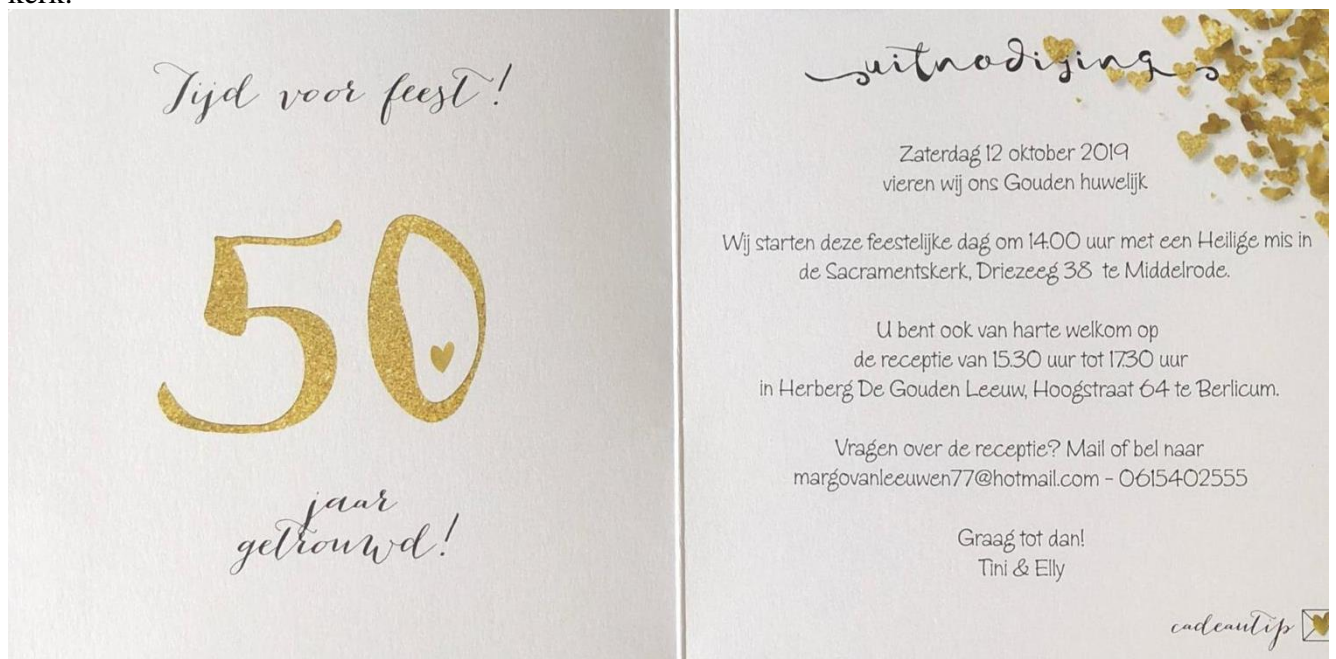 kerk.
Tijd voor feest!
50
jaar
getrouwd!
uitnodiging
Zaterdag 12 oktober 2019
vieren wij ons Gouden huwelijk
Wij starten deze feestelijke dag om 14.00 uur met een Heilige mis in
de Sacramentskerk, Driezeeg 38 te Middelrode.
U bent ook van harte welkom op
de receptie van 15.30 uur tot 17.30 uur
in Herberg De Gouden Leeuw, Hoogstraat 64 te Berlicum.
Vragen over de receptie? Mail of bel naar
margovanleeuwen77@hotmail.com - 0615402555
Graag tot dan!
Tini & Elly
cadeautip